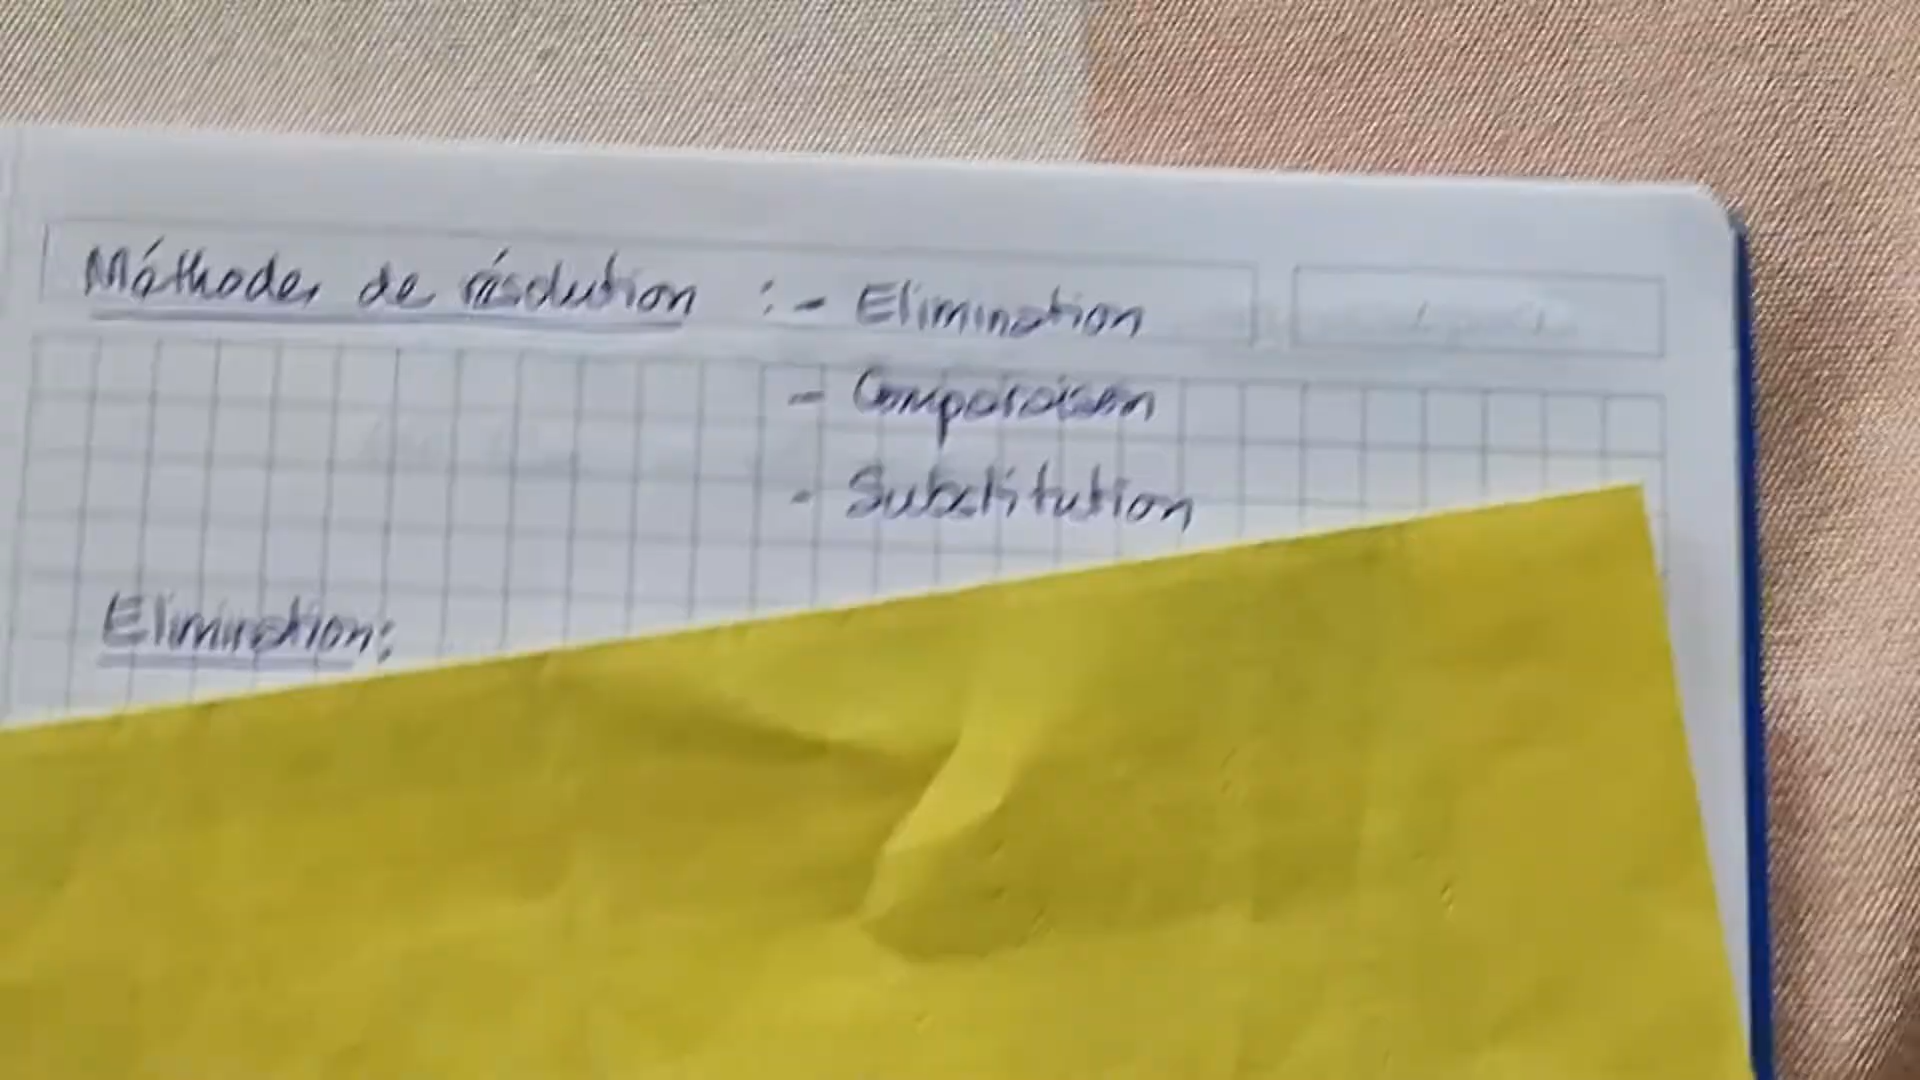 Méthodes de résolution : - Elimination
- Comparaison
- Substitution
Elimination: